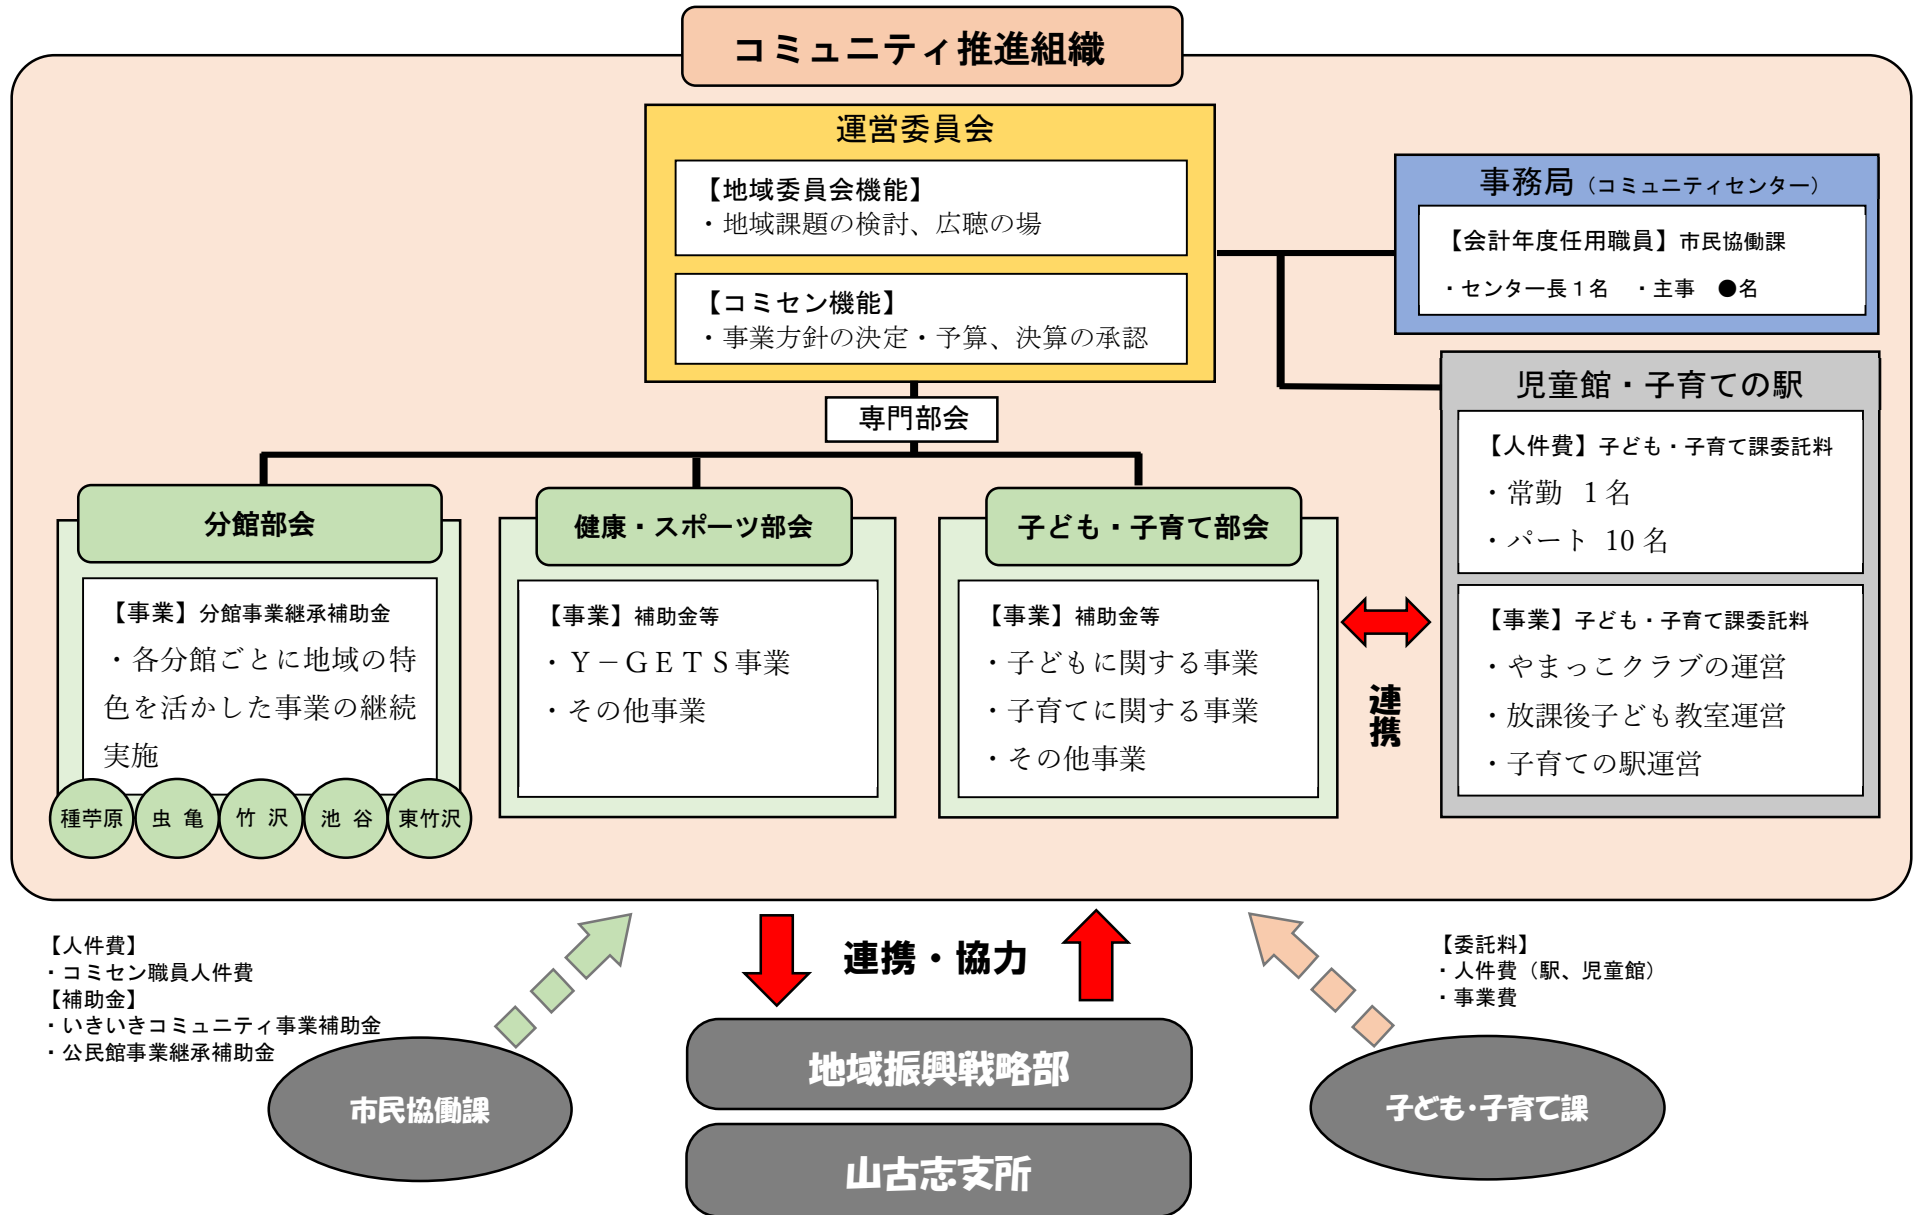 コミュニティ推進組織
運営委員会
【地域委員会機能】
・地域課題の検討、広聴の場
【コミセン機能】
・事業方針の決定・予算、決算の承認
事務局（コミュニティセンター）
【会計年度任用職員】市民協働課
・センター長１名　・主事　●名
専門部会
児童館・子育ての駅
【人件費】子ども・子育て課委託料
・常勤 １名
・パート 10 名
【事業】子ども・子育て課委託料
・やまっこクラブの運営
・放課後子ども教室運営
・子育ての駅運営
分館部会
【事業】分館事業継承補助金
・各分館ごとに地域の特
色を活かした事業の継続
実施
種苧原
虫亀
竹沢
池谷
東竹沢
健康・スポーツ部会
【事業】補助金等
・Ｙ－ＧＥＴＳ事業
・その他事業
子ども・子育て部会
【事業】補助金等
・子どもに関する事業
・子育てに関する事業
・その他事業
連携
【人件費】
・コミセン職員人件費
【補助金】
・いきいきコミュニティ事業補助金
・公民館事業継承補助金
市民協働課
連携・協力
地域振興戦略部
山古志支所
【委託料】
・人件費（駅、児童館）
・事業費
子ども・子育て課